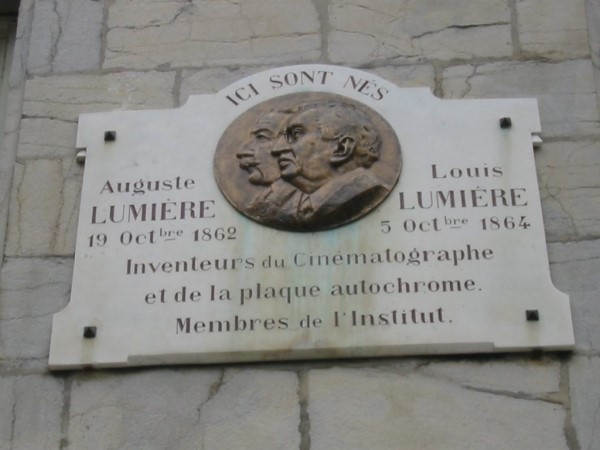 ICI SONT NÉS
Auguste
LUMIÈRE
19 Octbre 1862
Louis
LUMIÈRE
5 Octbre 1864
Inventeurs du Cinématographe
et de la plaque autochrome.
Membres de l'Institut.